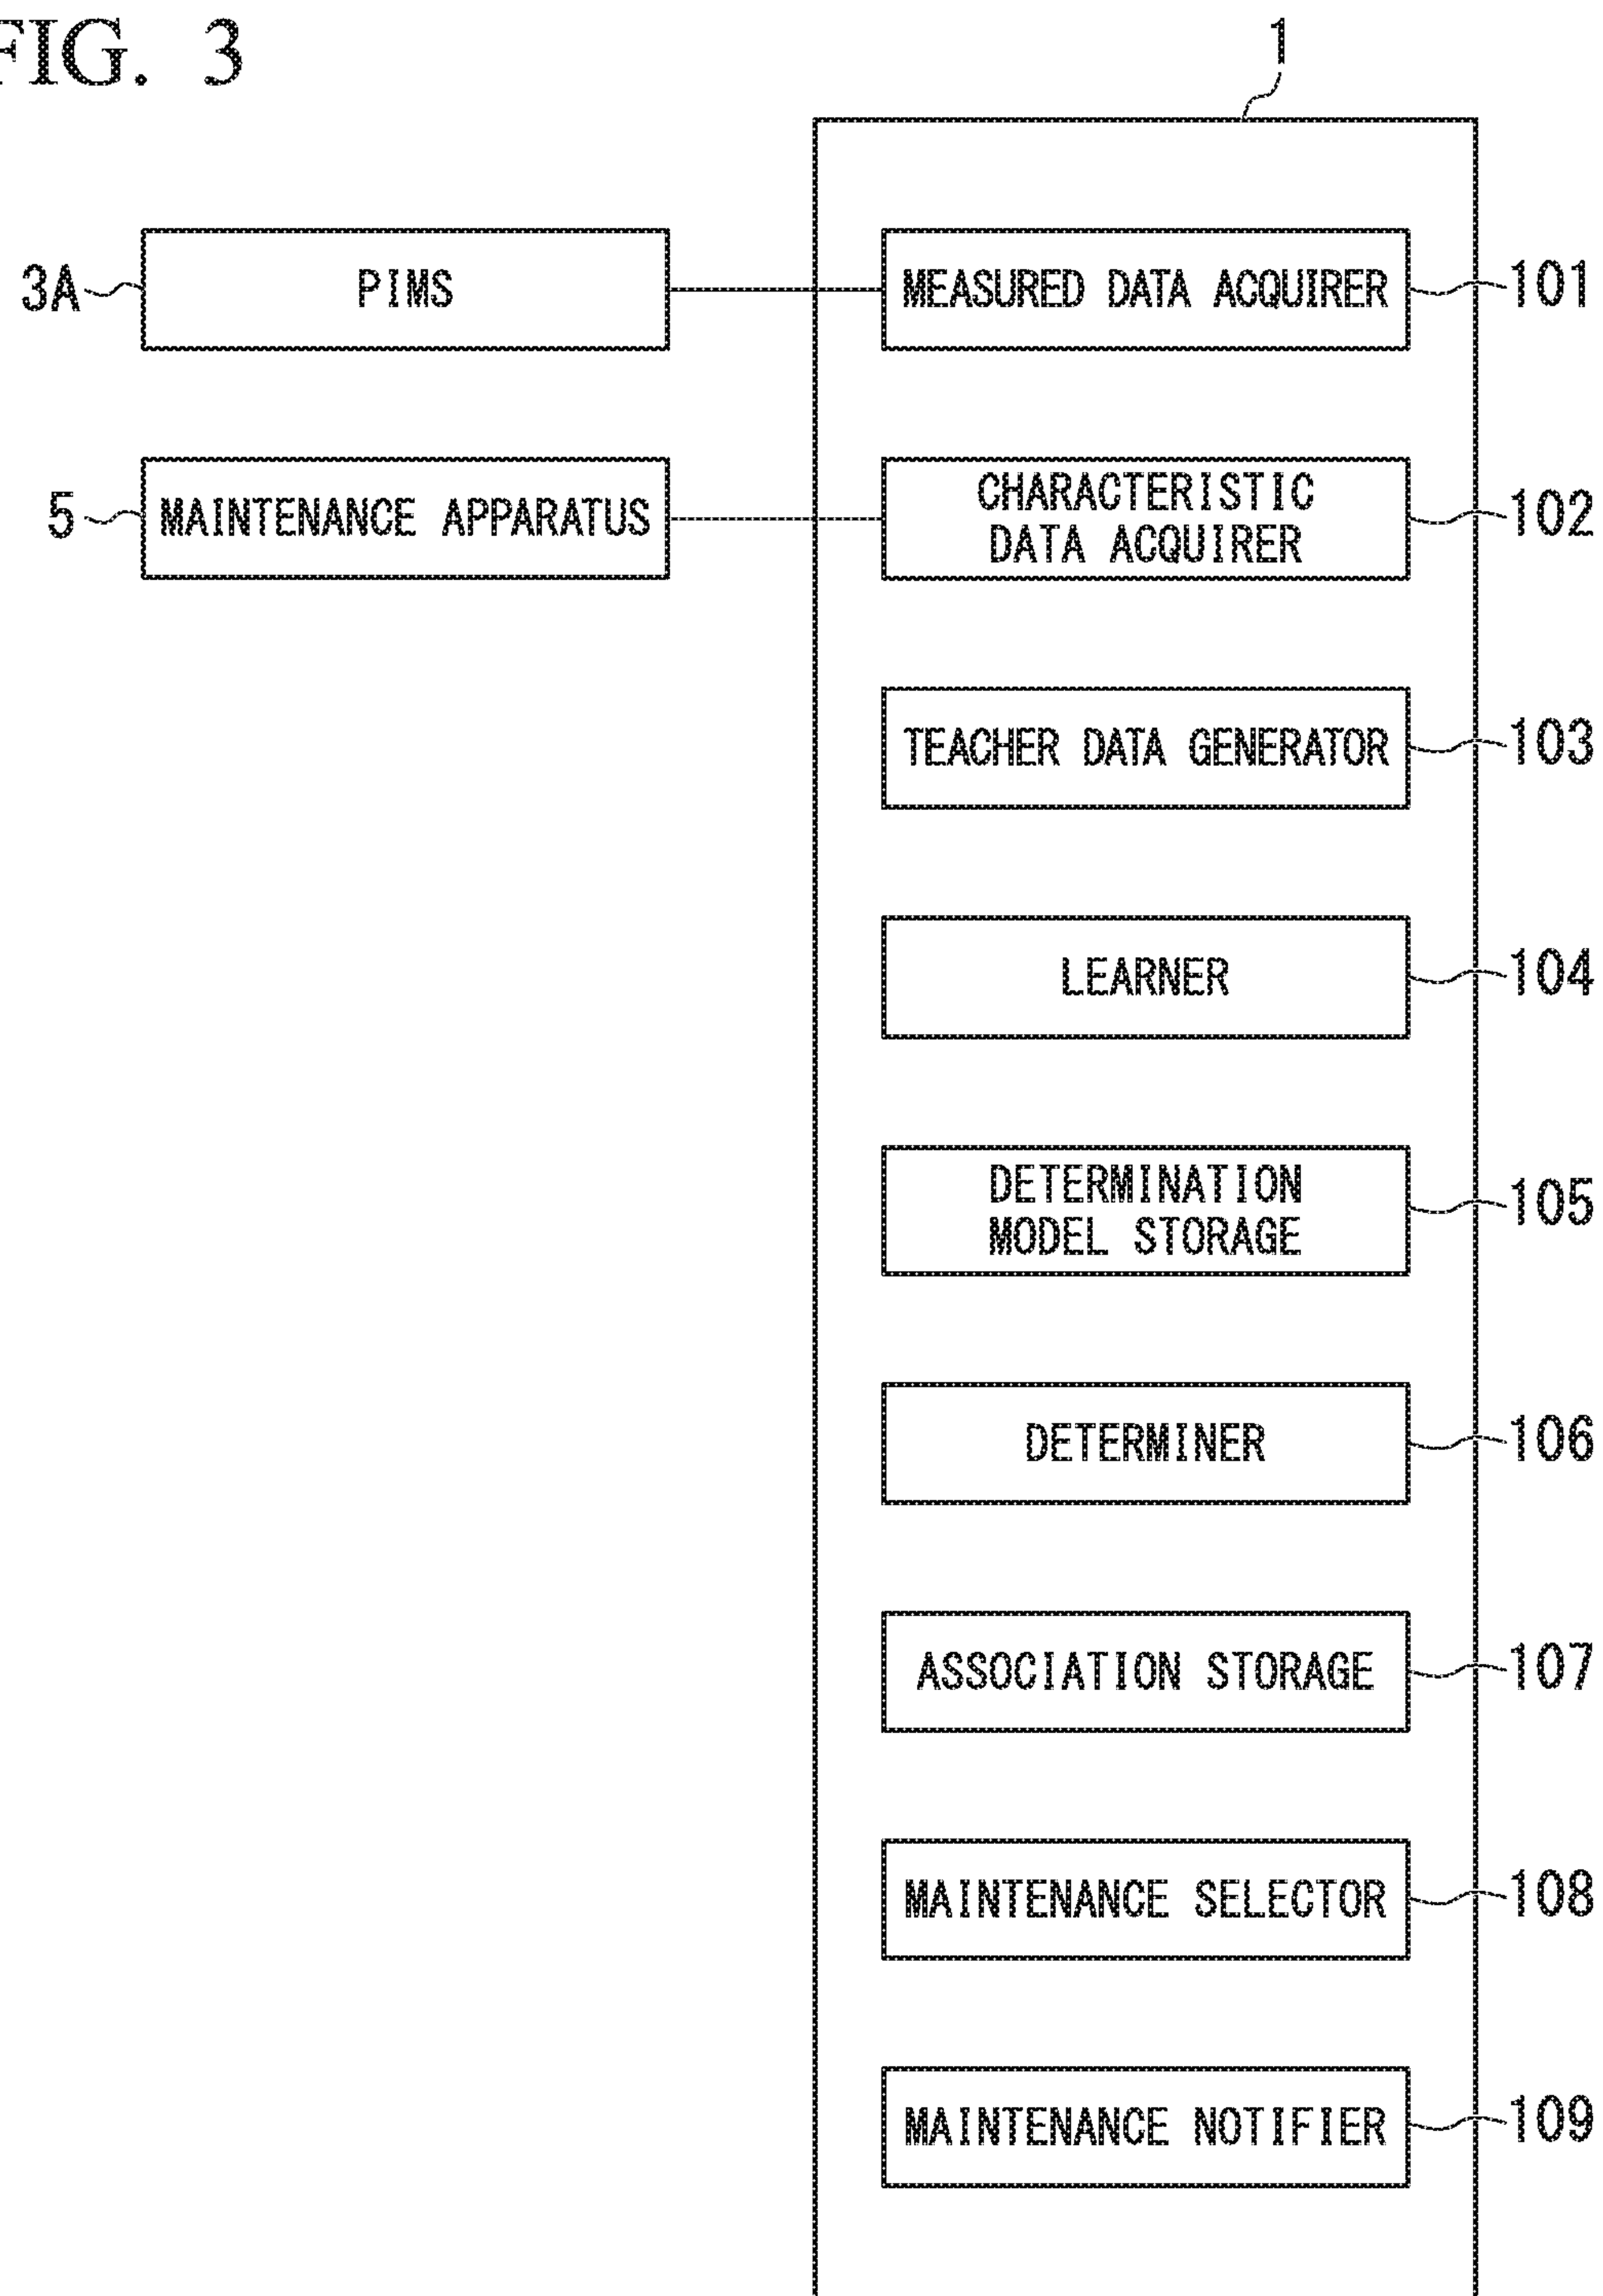 FIG. 3
1
3A
PIMS
MEASURED DATA ACQUIRER
101
5
MAINTENANCE APPARATUS
CHARACTERISTIC
DATA ACQUIRER
102
TEACHER DATA GENERATOR
103
LEARNER
104
DETERMINATION
MODEL STORAGE
105
DETERMINER
106
ASSOCIATION STORAGE
107
MAINTENANCE SELECTOR
108
MAINTENANCE NOTIFIER
109